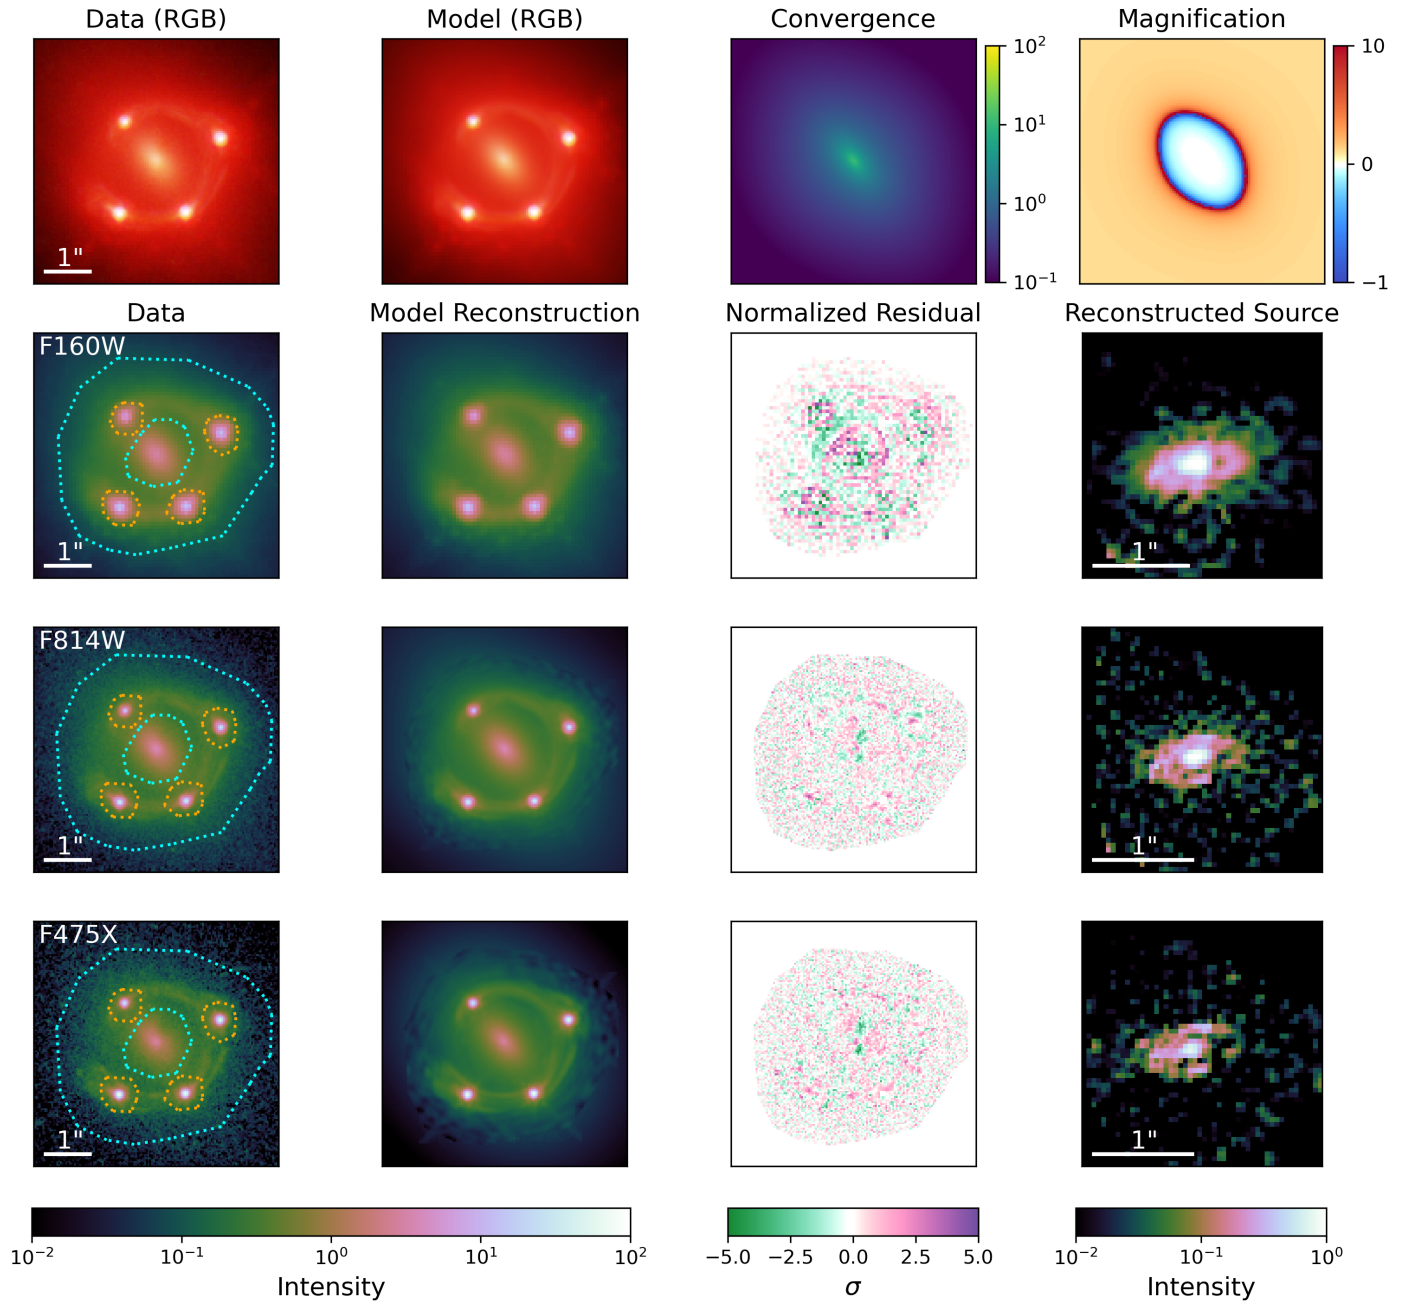 Data (RGB)
Model (RGB)
Convergence
Magnification
10²
10¹
10⁰
10⁻¹
10
0
−1
1"
Data
Model Reconstruction
Normalized Residual
Reconstructed Source
F160W
1"
1"
F814W
1"
1"
F475X
1"
1"
10⁻²
10⁻¹
10⁰
10¹
10²
Intensity
−5.0
−2.5
0.0
2.5
5.0
σ
10⁻²
10⁻¹
10⁰
Intensity